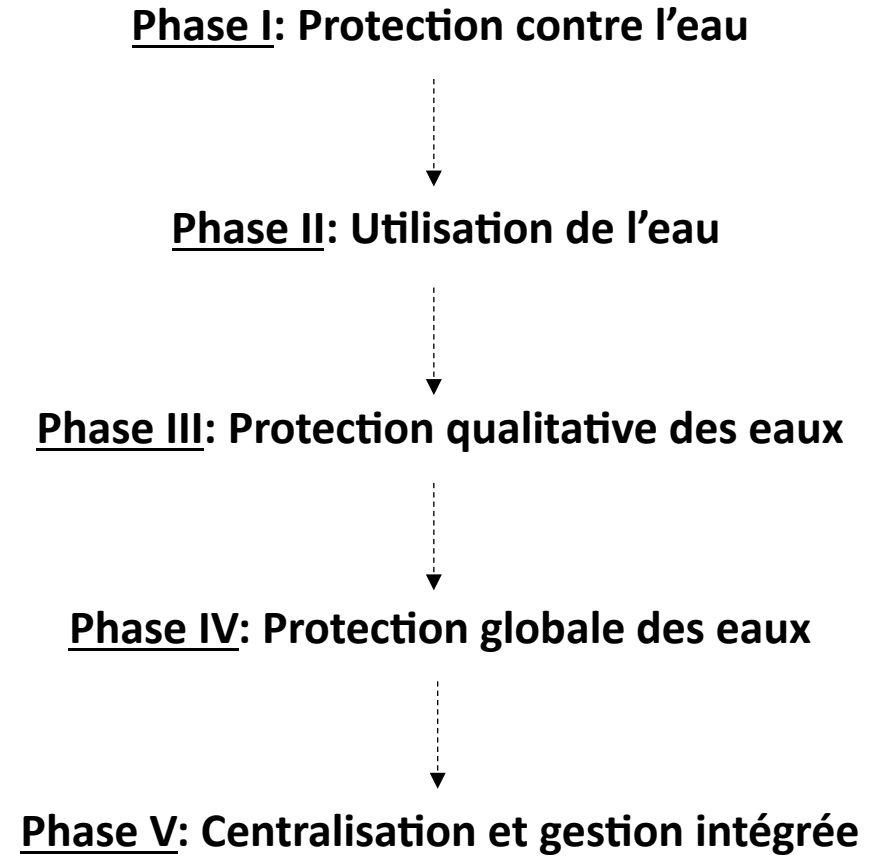 Phase I: Protection contre l’eau
Phase II: Utilisation de l’eau
Phase III: Protection qualitative des eaux
Phase IV: Protection globale des eaux
Phase V: Centralisation et gestion intégrée